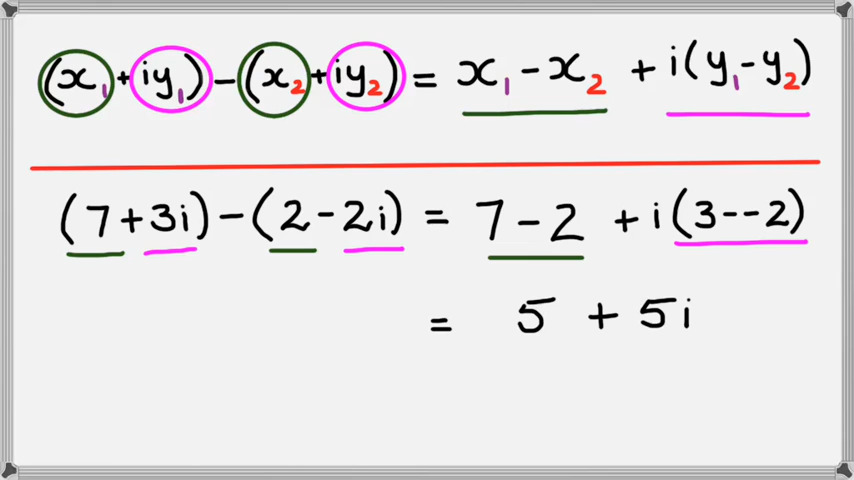 (x₁+iy₁)-(x₂+iy₂) = x₁-x₂ +i(y₁-y₂)
(7+3i)-(2-2i) = 7-2 +i(3--2)
= 5 + 5i